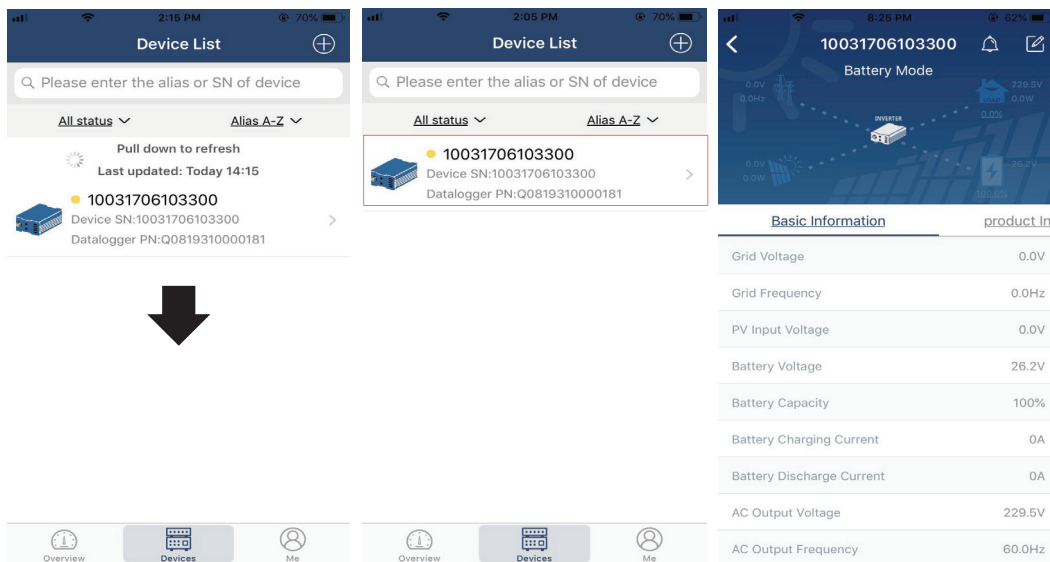 2:15 PM
70%
Device List
Please enter the alias or SN of device
All status
Alias A-Z
Pull down to refresh
Last updated: Today 14:15
10031706103300
Device SN:10031706103300
Datalogger PN:Q0819310000181
Overview
Devices
Me
2:05 PM
70%
Device List
Please enter the alias or SN of device
All status
Alias A-Z
10031706103300
Device SN:10031706103300
Datalogger PN:Q0819310000181
Overview
Devices
Me
8:25 PM
62%
10031706103300
Battery Mode
0.0V
0.0Hz
229.5V
0.0W
LOAD
0.0%
INVERTER
0.0V
0.0W
26.2V
100.0%
Basic Information
product In
Grid Voltage 0.0V
Grid Frequency 0.0Hz
PV Input Voltage 0.0V
Battery Voltage 26.2V
Battery Capacity 100%
Battery Charging Current 0A
Battery Discharge Current 0A
AC Output Voltage 229.5V
AC Output Frequency 60.0Hz